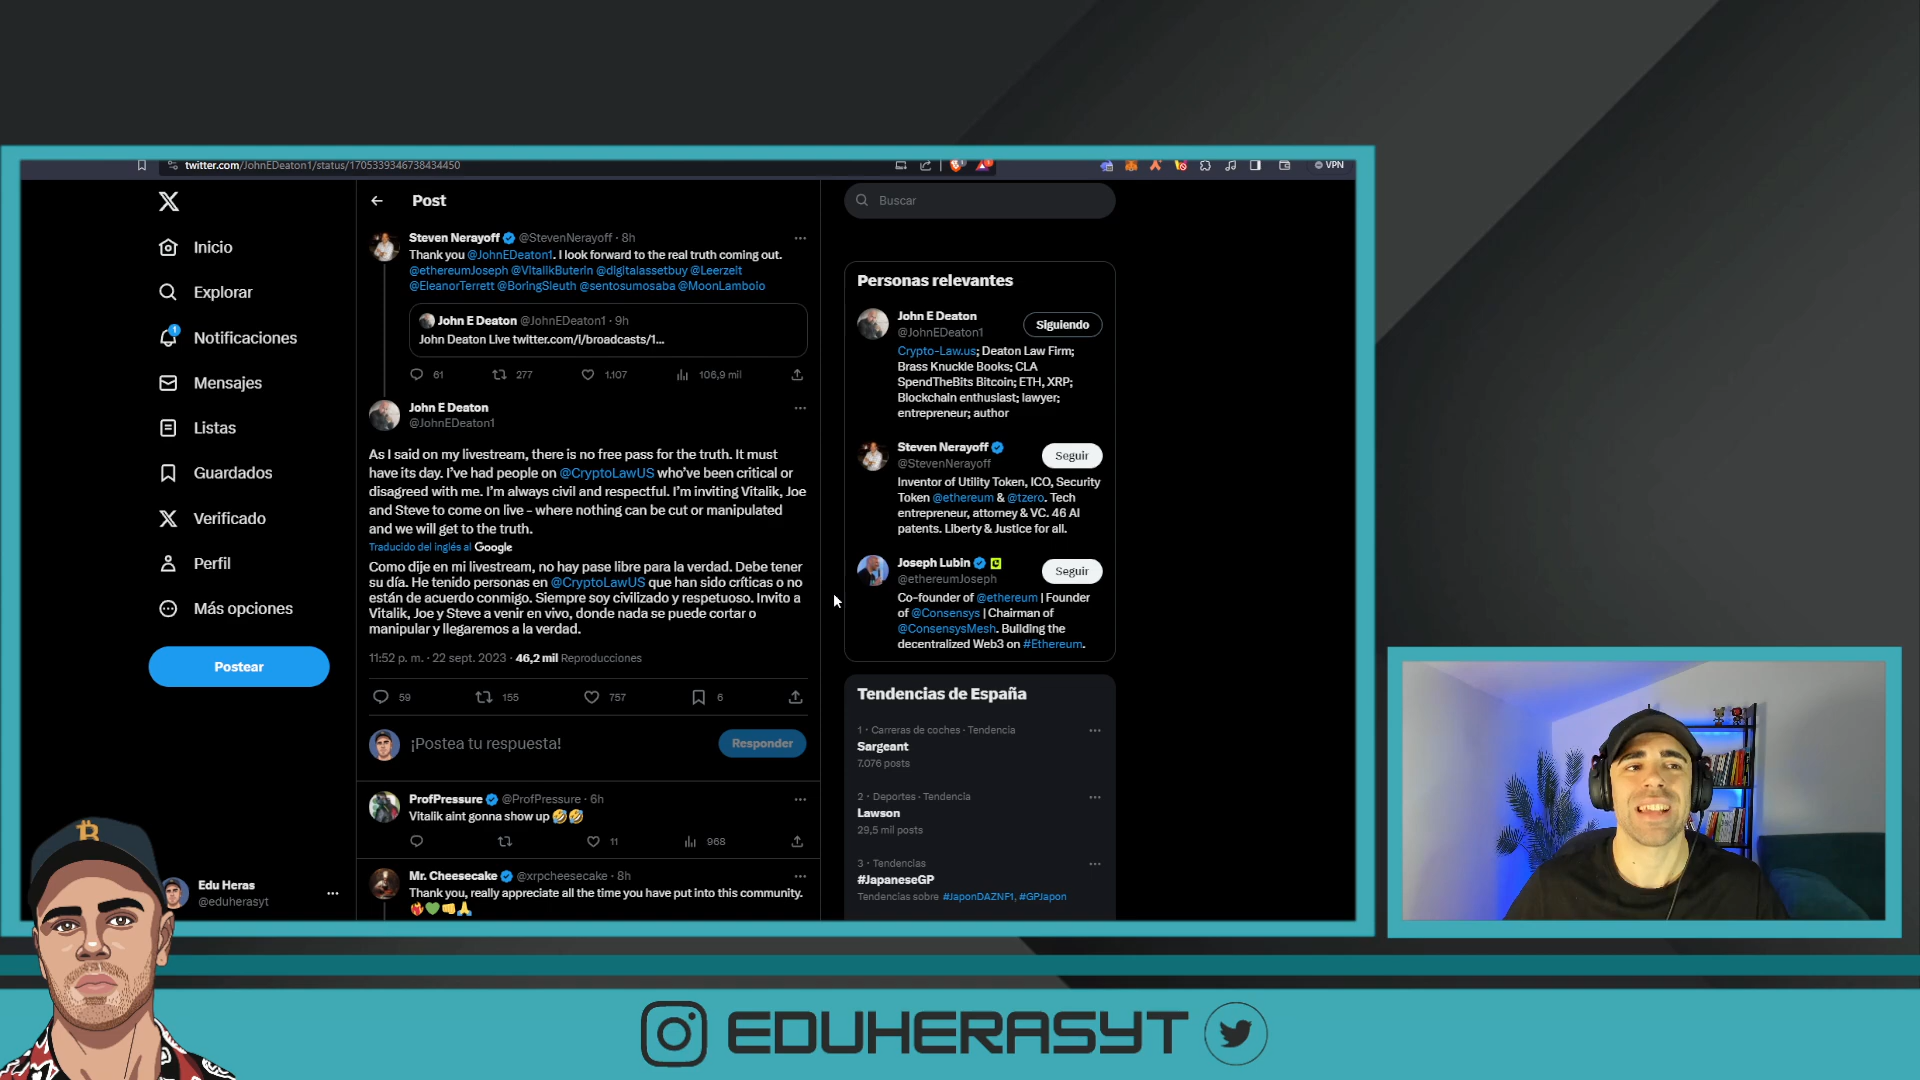 twitter.com/JohnEDeaton1/status/1705339346738434450
VPN
Inicio
Explorar
1
Notificaciones
Mensajes
Listas
Guardados
Verificado
Perfil
Más opciones
Postear
Edu Heras
@eduherasyt
Post
Steven Nerayoff @StevenNerayoff · 8h
Thank you @JohnEDeaton1. I look forward to the real truth coming out.
@ethereumJoseph @VitalikButerin @digitalassetbuy @Leerzeit
@EleanorTerrett @BoringSleuth @sentosumosaba @MoonLambolo
John E Deaton @JohnEDeaton1 · 9h
John Deaton Live twitter.com/i/broadcasts/1...
61 277 1.107 106,9 mil
John E Deaton
@JohnEDeaton1
As I said on my livestream, there is no free pass for the truth. It must
have its day. I've had people on @CryptoLawUS who've been critical or
disagreed with me. I'm always civil and respectful. I'm inviting Vitalik, Joe
and Steve to come on live - where nothing can be cut or manipulated
and we will get to the truth.
Traducido del inglés al Google
Como dije en mi livestream, no hay pase libre para la verdad. Debe tener
su día. He tenido personas en @CryptoLawUS que han sido críticas o no
están de acuerdo conmigo. Siempre soy civilizado y respetuoso. Invito a
Vitalik, Joe y Steve a venir en vivo, donde nada se puede cortar o
manipular y llegaremos a la verdad.
11:52 p. m. · 22 sept. 2023 · 46,2 mil Reproducciones
59 155 757 6
¡Postea tu respuesta!
Responder
ProfPressure @ProfPressure · 6h
Vitalik aint gonna show up 🤣🤣
11 968
Mr. Cheesecake @xrpcheesecake · 8h
Thank you, really appreciate all the time you have put into this community.
❤️‍🔥💚👊🙏
Buscar
Personas relevantes
John E Deaton
@JohnEDeaton1
Siguiendo
Crypto-Law.us; Deaton Law Firm;
Brass Knuckle Books; CLA
SpendTheBits Bitcoin; ETH, XRP;
Blockchain enthusiast; lawyer;
entrepreneur; author
Steven Nerayoff
@StevenNerayoff
Seguir
Inventor of Utility Token, ICO, Security
Token @ethereum & @tzero. Tech
entrepreneur, attorney & VC. 46 AI
patents. Liberty & Justice for all.
Joseph Lubin
@ethereumJoseph
Seguir
Co-founder of @ethereum | Founder
of @Consensys | Chairman of
@ConsensysMesh. Building the
decentralized Web3 on #Ethereum.
Tendencias de España
1 · Carreras de coches · Tendencia
Sargeant
7.076 posts
2 · Deportes · Tendencia
Lawson
29,5 mil posts
3 · Tendencias
#JapaneseGP
Tendencias sobre #JaponDAZNF1, #GPJapon
EDUHERASYT